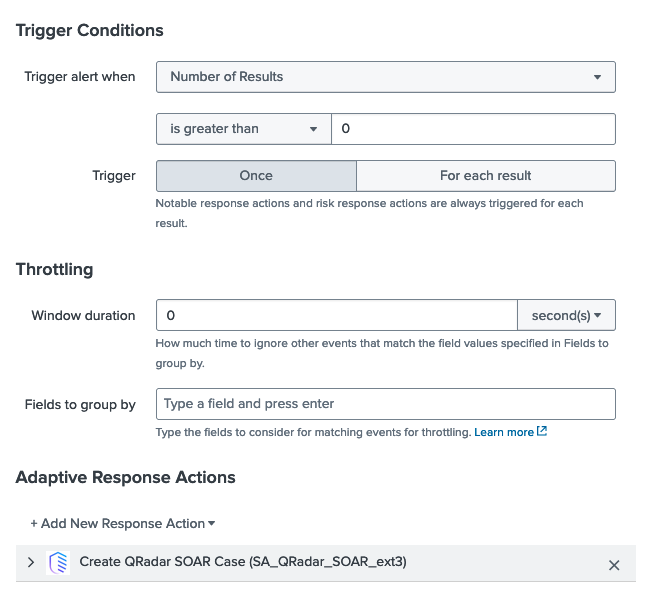 Trigger Conditions
Trigger alert when
Number of Results
is greater than
0
Trigger
Once
For each result
Notable response actions and risk response actions are always triggered for each
result.
Throttling
Window duration
0
second(s)
How much time to ignore other events that match the field values specified in Fields to
group by.
Fields to group by
Type a field and press enter
Type the fields to consider for matching events for throttling. Learn more
Adaptive Response Actions
+ Add New Response Action
Create QRadar SOAR Case (SA_QRadar_SOAR_ext3)